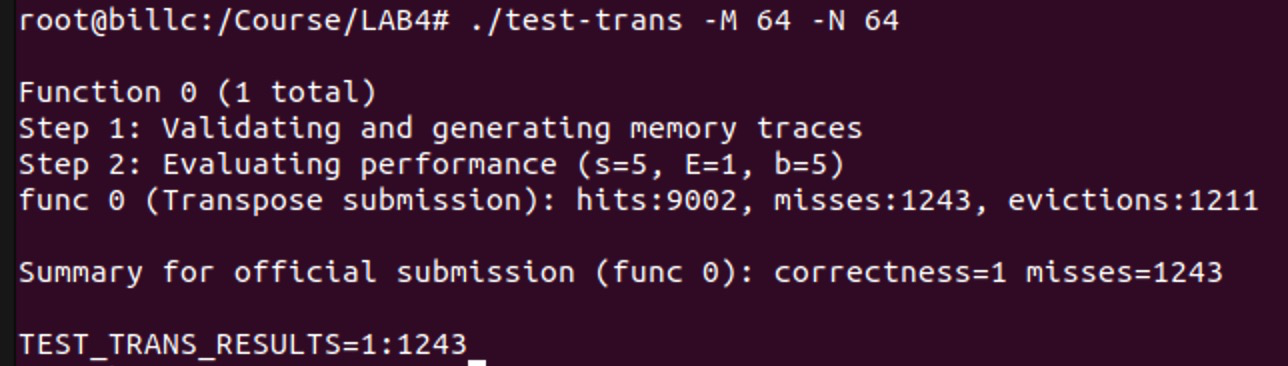 root@billc:/Course/LAB4# ./test-trans -M 64 -N 64
Function 0 (1 total)
Step 1: Validating and generating memory traces
Step 2: Evaluating performance (s=5, E=1, b=5)
func 0 (Transpose submission): hits:9002, misses:1243, evictions:1211
Summary for official submission (func 0): correctness=1 misses=1243
TEST_TRANS_RESULTS=1:1243